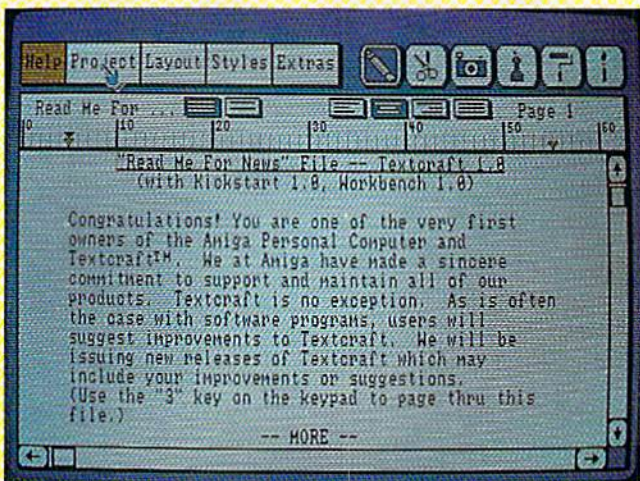 Help Project Layout Styles Extras
Read Me For ... Page 1
0 10 20 30 40 50 60
"Read Me For News" File -- Textcraft 1.0
(with Kickstart 1.0, Workbench 1.0)
Congratulations! You are one of the very first
owners of the Amiga Personal Computer and
Textcraft™. We at Amiga have made a sincere
commitment to support and maintain all of our
products. Textcraft is no exception. As is often
the case with software programs, users will
suggest improvements to Textcraft. We will be
issuing new releases of Textcraft which may
include your improvements or suggestions.
(Use the "3" key on the keypad to page thru this
file.)
-- MORE --